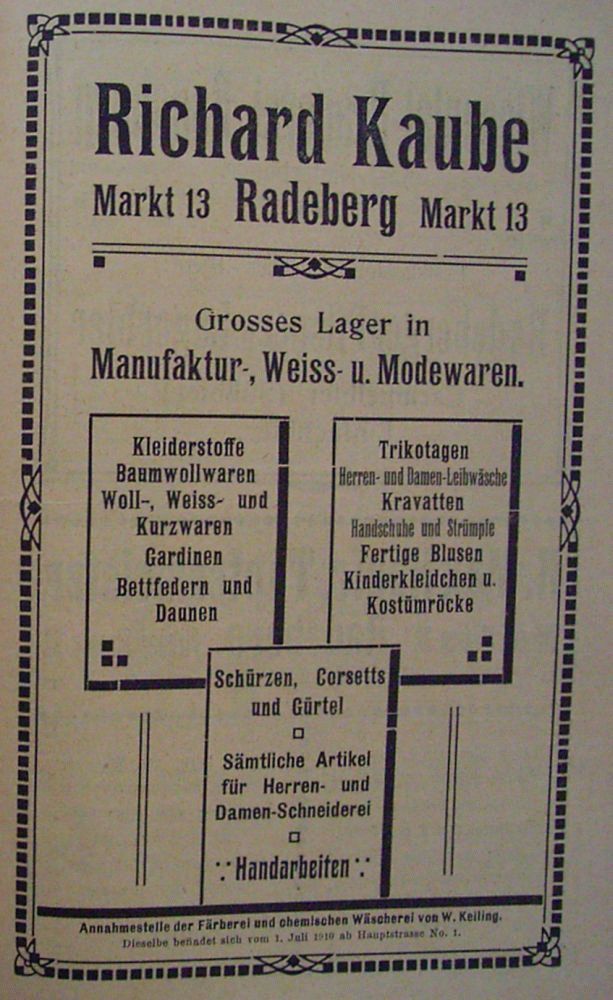 Richard Kaube
Markt 13 Radeberg Markt 13
Grosses Lager in
Manufaktur-, Weiss- u. Modewaren.
Kleiderstoffe
Baumwollwaren
Woll-, Weiss- und
Kurzwaren
Gardinen
Bettfedern und
Daunen
Trikotagen
Herren- und Damen-Leibwäsche
Kravatten
Handschuhe und Strümpfe
Fertige Blusen
Kinderkleidchen u.
Kostümröcke
Schürzen, Corsetts
und Gürtel
Sämtliche Artikel
für Herren- und
Damen-Schneiderei
Handarbeiten
Annahmestelle der Färberei und chemischen Wäscherei von W. Keiling.
Dieselbe befindet sich vom 1. Juli 1910 ab Hauptstrasse No. 1.